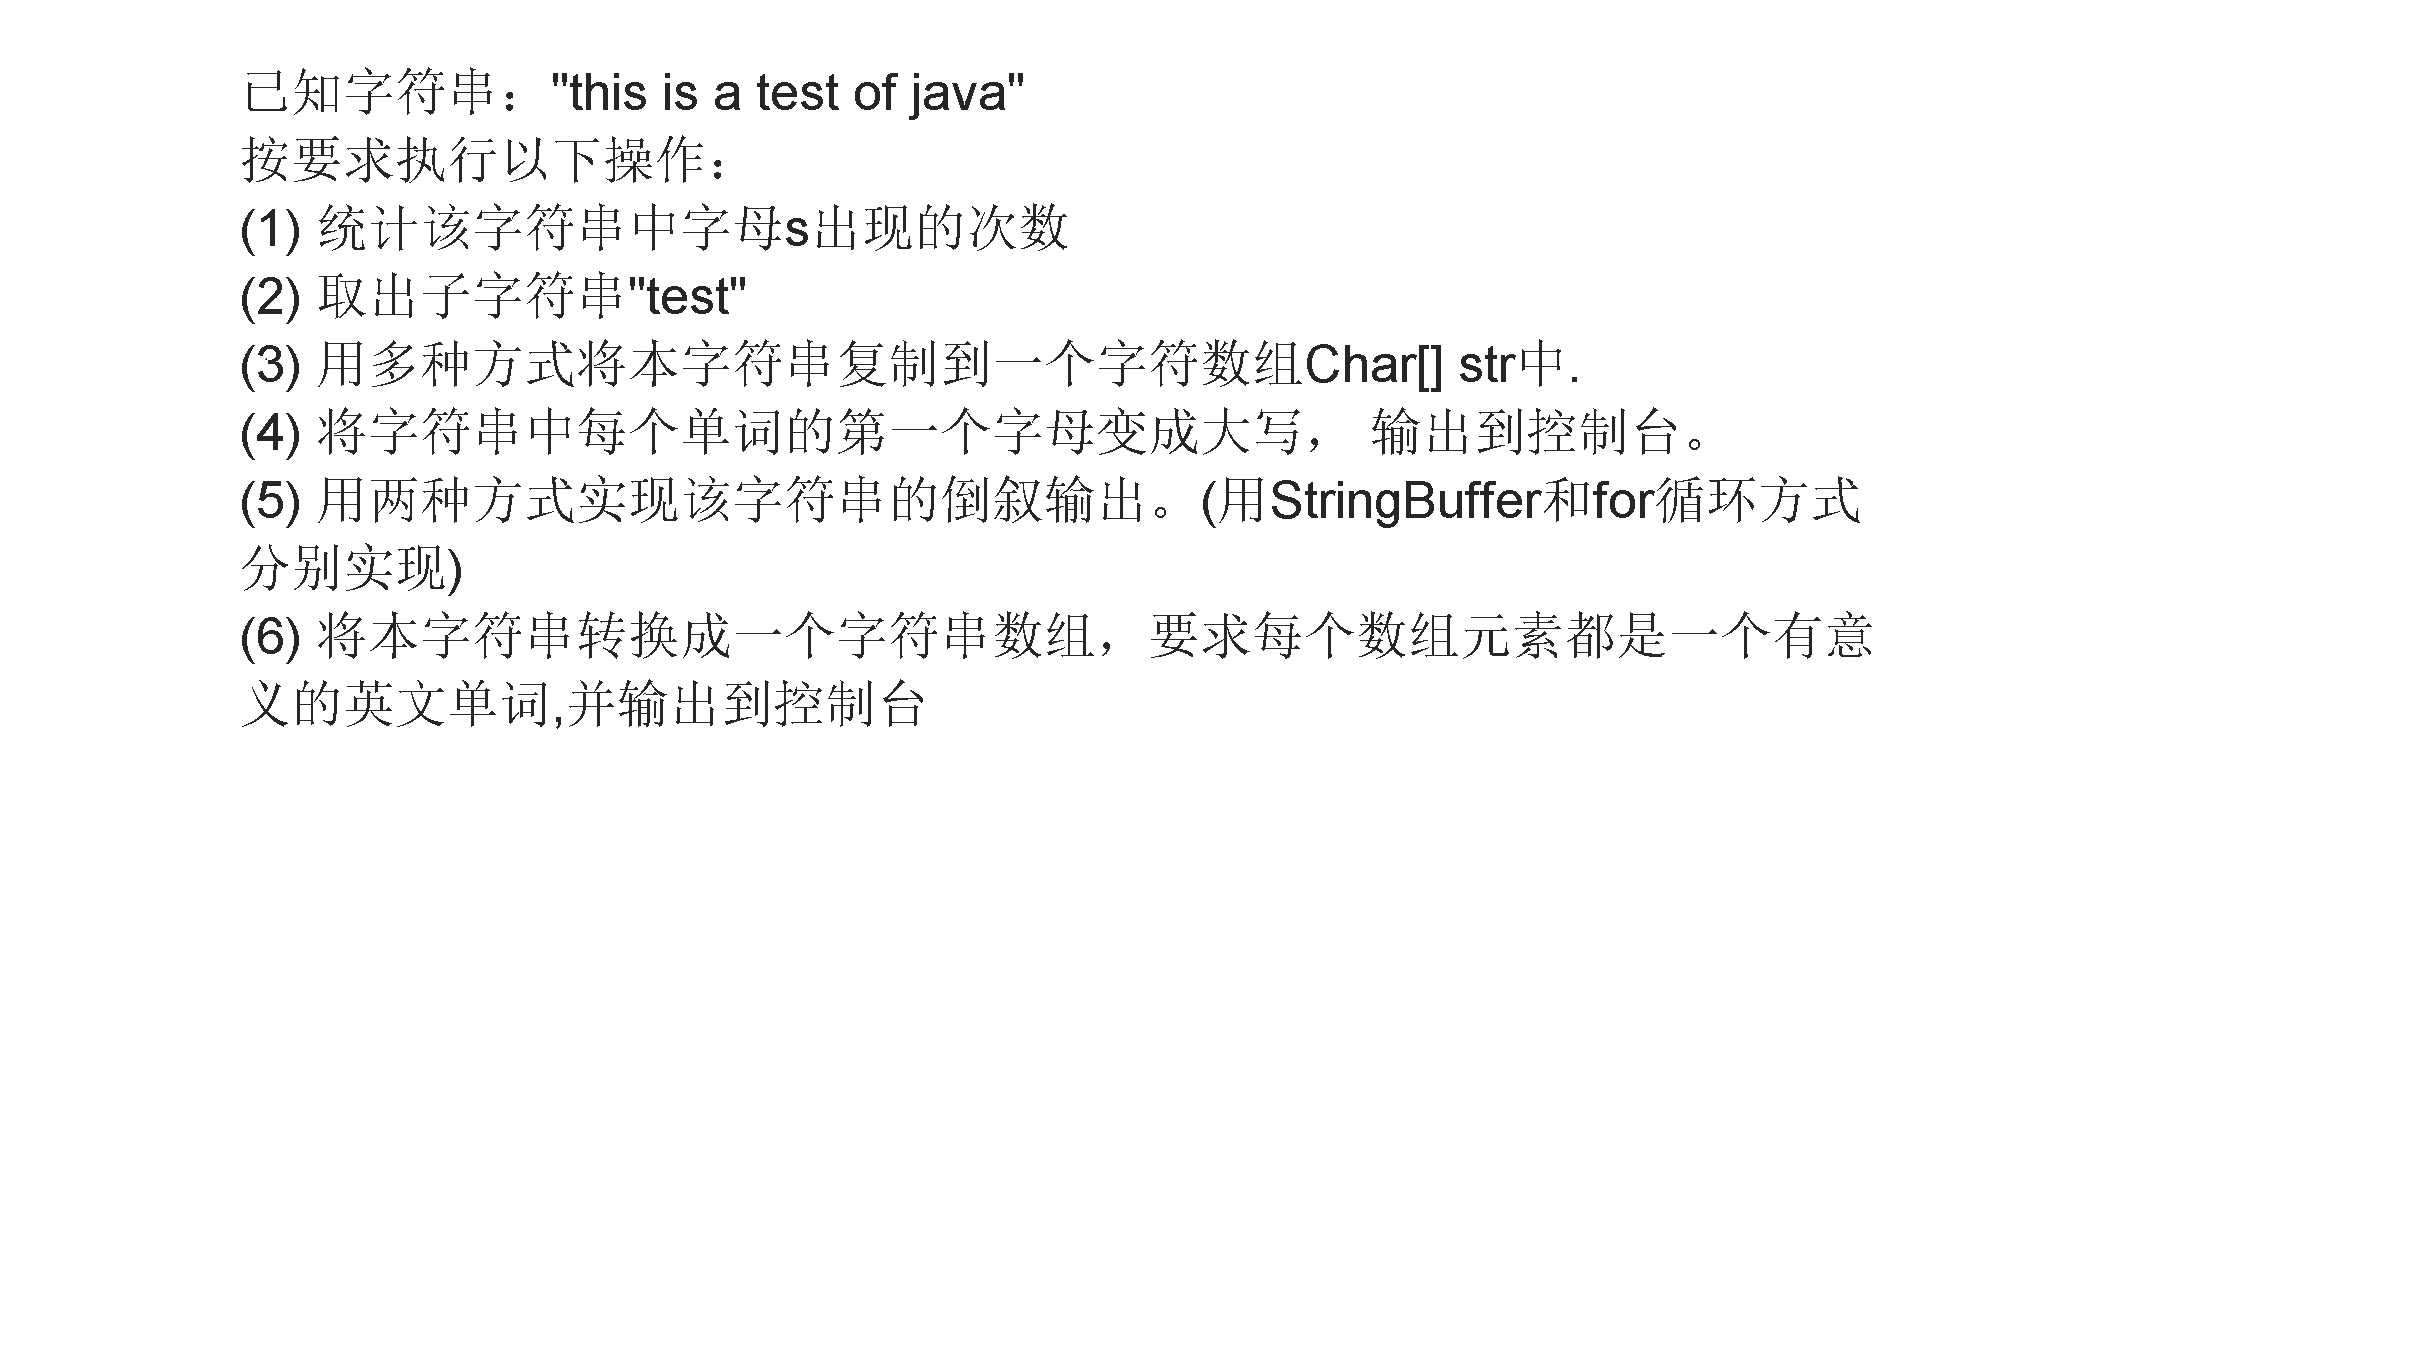 已知字符串："this is a test of java"
按要求执行以下操作：
(1) 统计该字符串中字母s出现的次数
(2) 取出子字符串"test"
(3) 用多种方式将本字符串复制到一个字符数组Char[] str中.
(4) 将字符串中每个单词的第一个字母变成大写， 输出到控制台。
(5) 用两种方式实现该字符串的倒叙输出。(用StringBuffer和for循环方式
分别实现)
(6) 将本字符串转换成一个字符串数组，要求每个数组元素都是一个有意
义的英文单词,并输出到控制台